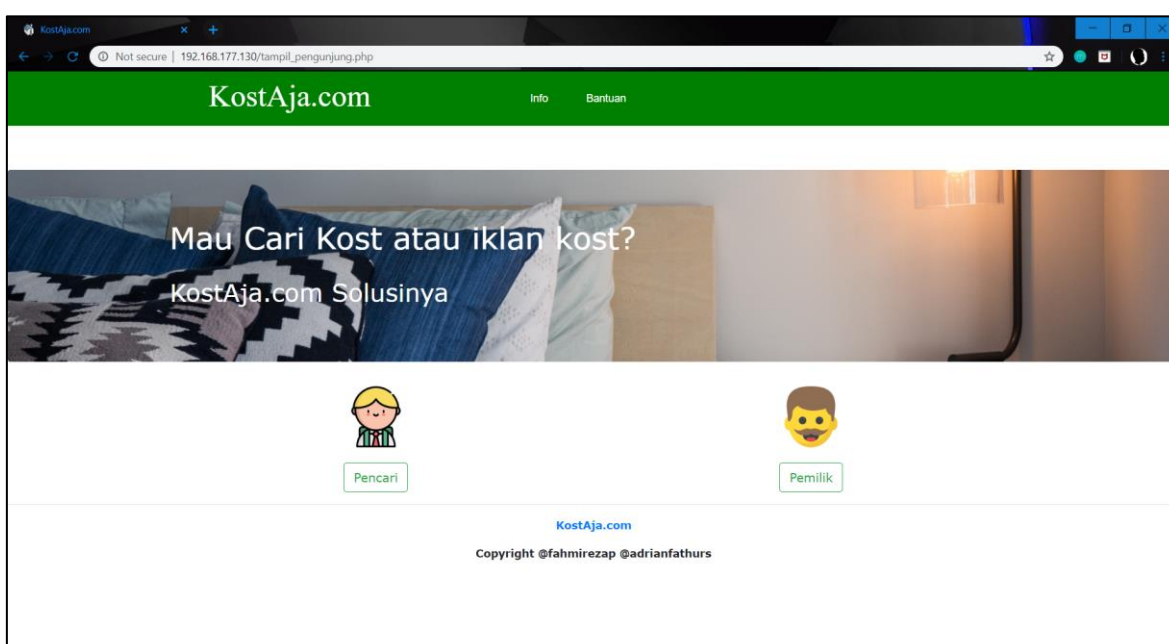 KostAja.com
Not secure | 192.168.177.130/tampil_pengunjung.php
KostAja.com
Info
Bantuan
Mau Cari Kost atau iklan kost?
KostAja.com Solusinya
Pencari
Pemilik
KostAja.com
Copyright @fahmirezap @adrianfathurs